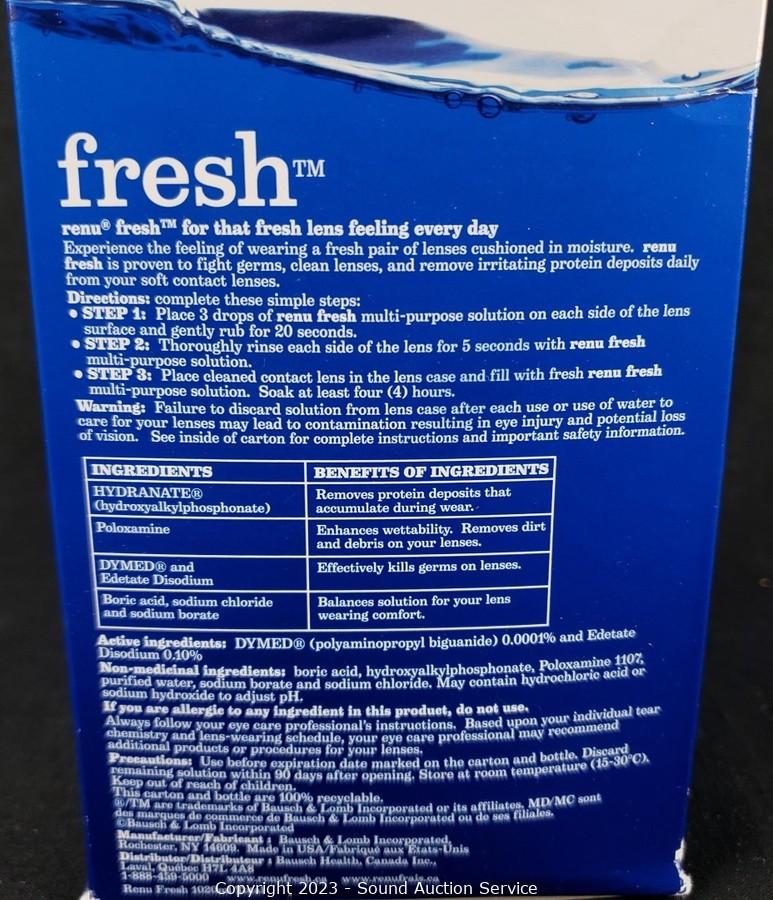 fresh™
renu® fresh™ for that fresh lens feeling every day
Experience the feeling of wearing a fresh pair of lenses cushioned in moisture. renu
fresh is proven to fight germs, clean lenses, and remove irritating protein deposits daily
from your soft contact lenses.
Directions: complete these simple steps:
• STEP 1: Place 3 drops of renu fresh multi-purpose solution on each side of the lens
surface and gently rub for 20 seconds.
• STEP 2: Thoroughly rinse each side of the lens for 5 seconds with renu fresh
multi-purpose solution.
• STEP 3: Place cleaned contact lens in the lens case and fill with fresh renu fresh
multi-purpose solution. Soak at least four (4) hours.
Warning: Failure to discard solution from lens case after each use or use of water to
care for your lenses may lead to contamination resulting in eye injury and potential loss
of vision. See inside of carton for complete instructions and important safety information.
INGREDIENTS BENEFITS OF INGREDIENTS
HYDRANATE® Removes protein deposits that
(hydroxyalkylphosphonate) accumulate during wear.
Poloxamine Enhances wettability. Removes dirt
and debris on your lenses.
DYMED® and Effectively kills germs on lenses.
Edetate Disodium
Boric acid, sodium chloride Balances solution for your lens
and sodium borate wearing comfort.
Active ingredients: DYMED® (polyaminopropyl biguanide) 0.0001% and Edetate
Disodium 0.10%
Non-medicinal ingredients: boric acid, hydroxyalkylphosphonate, Poloxamine 1107,
purified water, sodium borate and sodium chloride. May contain hydrochloric acid or
sodium hydroxide to adjust pH.
If you are allergic to any ingredient in this product, do not use.
Always follow your eye care professional's instructions. Based upon your individual tear
chemistry and lens-wearing schedule, your eye care professional may recommend
additional products or procedures for your lenses.
Precautions: Use before expiration date marked on the carton and bottle. Discard
remaining solution within 90 days after opening. Store at room temperature (15-30°C).
Keep out of reach of children.
This carton and bottle are 100% recyclable.
®/TM are trademarks of Bausch & Lomb Incorporated or its affiliates. MD/MC sont
des marques de commerce de Bausch & Lomb Incorporated ou de ses filiales.
©Bausch & Lomb Incorporated
Manufacturer/Fabricant : Bausch & Lomb Incorporated,
Rochester, NY 14609. Made in USA/Fabriqué aux États-Unis
Distributor/Distributeur : Bausch Health, Canada Inc.,
Laval, Québec H7L 4A8
1-888-459-5000 www.renufresh.ca www.renufrais.ca
Renu Fresh
Copyright 2023 - Sound Auction Service